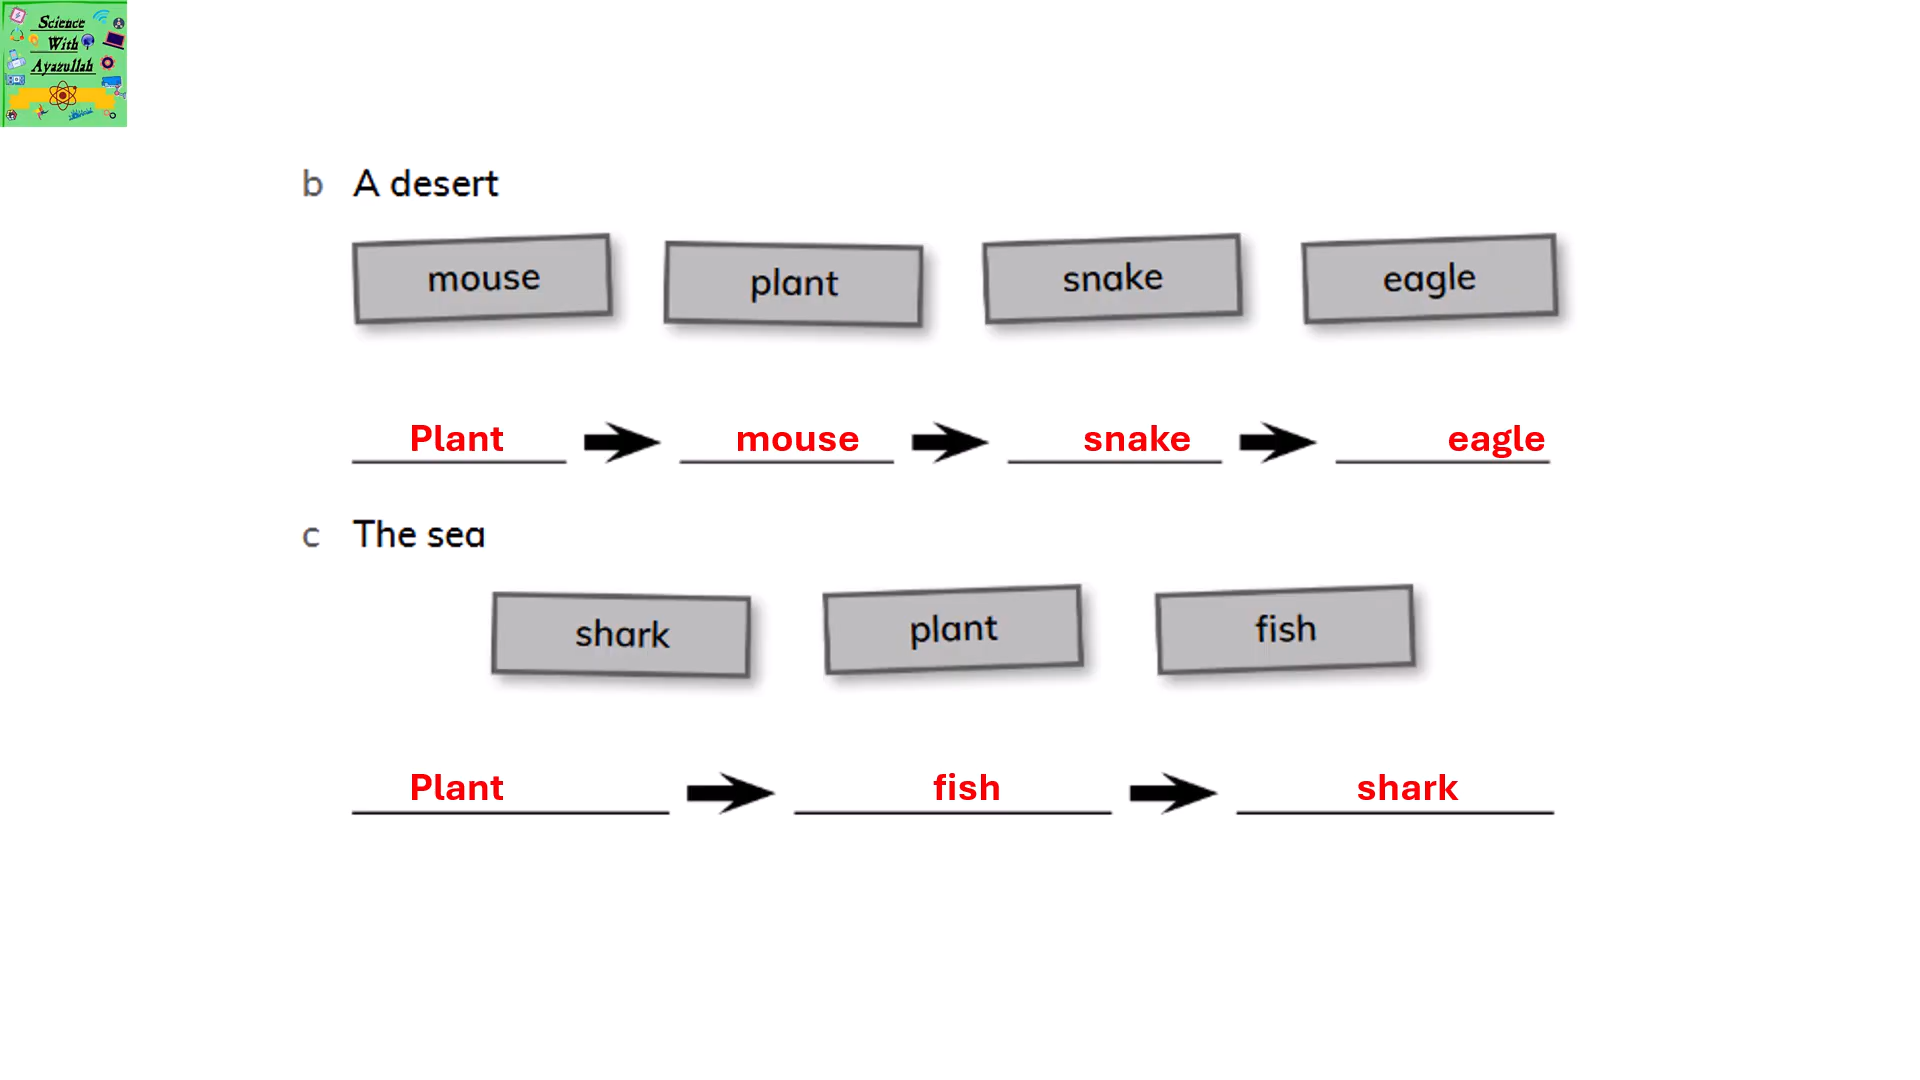 Science
With
Ayazullah
b A desert
mouse plant snake eagle
Plant mouse snake eagle
c The sea
shark plant fish
Plant fish shark